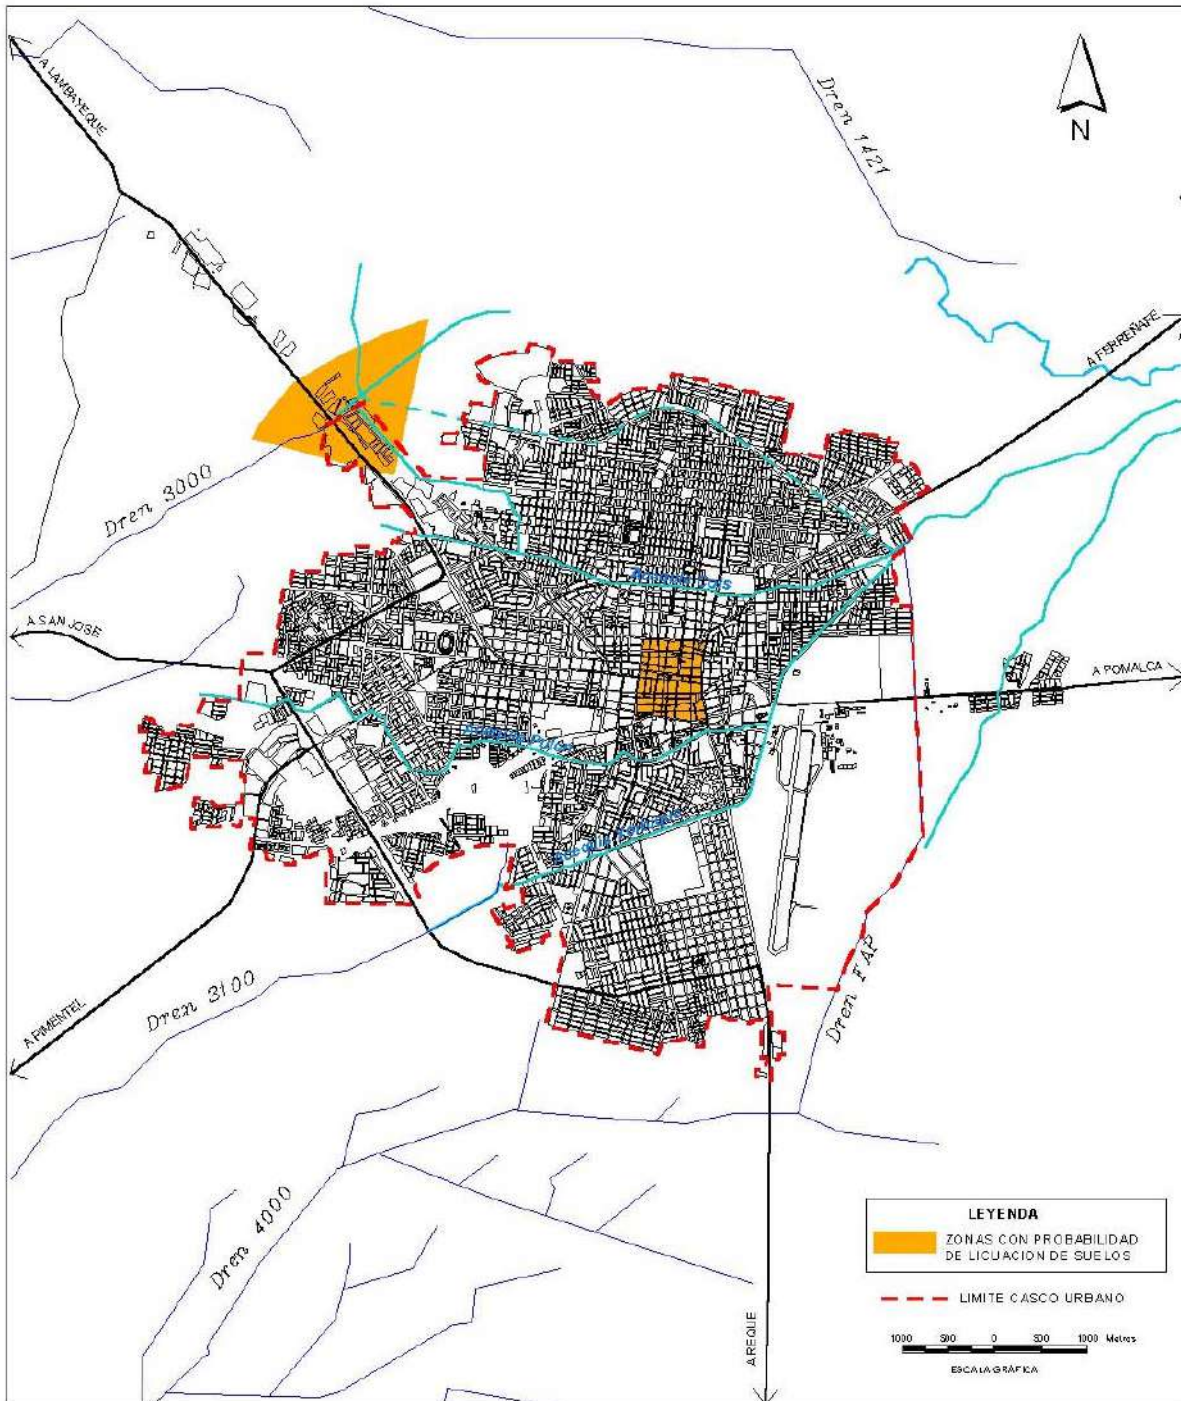 A LAMBAYEQUE
Dren 1421
N
A FERREÑAFE
Dren 3000
A SAN JOSE
A POMALCA
Dren 3100
A PIMENTEL
Dren FAP
Dren 4000
A REQUE
LEYENDA
ZONAS CON PROBABILIDAD
DE LICUACION DE SUELOS
LIMITE CASCO URBANO
1000 500 0 500 1000 Metros
ESCALA GRÁFICA